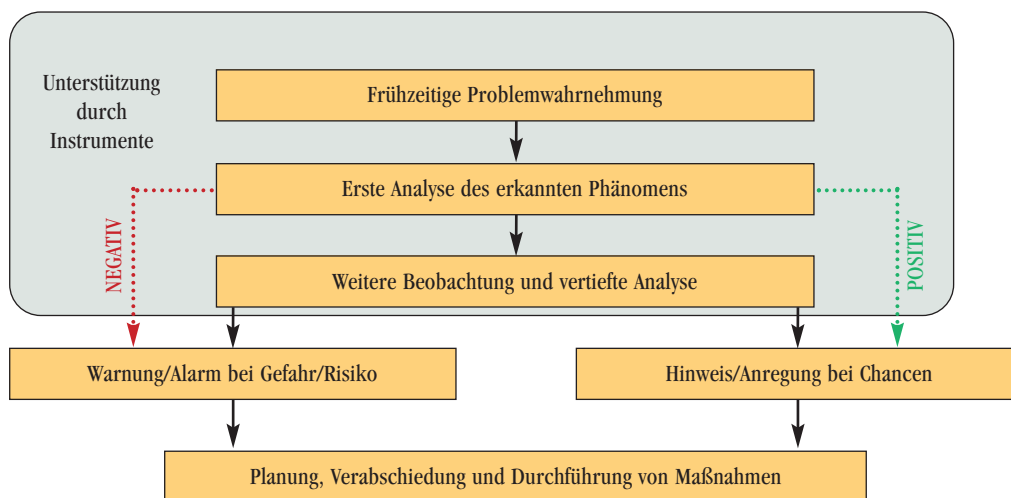 Unterstützung
durch
Instrumente
Frühzeitige Problemwahrnehmung
Erste Analyse des erkannten Phänomens
NEGATIV
POSITIV
Weitere Beobachtung und vertiefte Analyse
Warnung/Alarm bei Gefahr/Risiko
Hinweis/Anregung bei Chancen
Planung, Verabschiedung und Durchführung von Maßnahmen